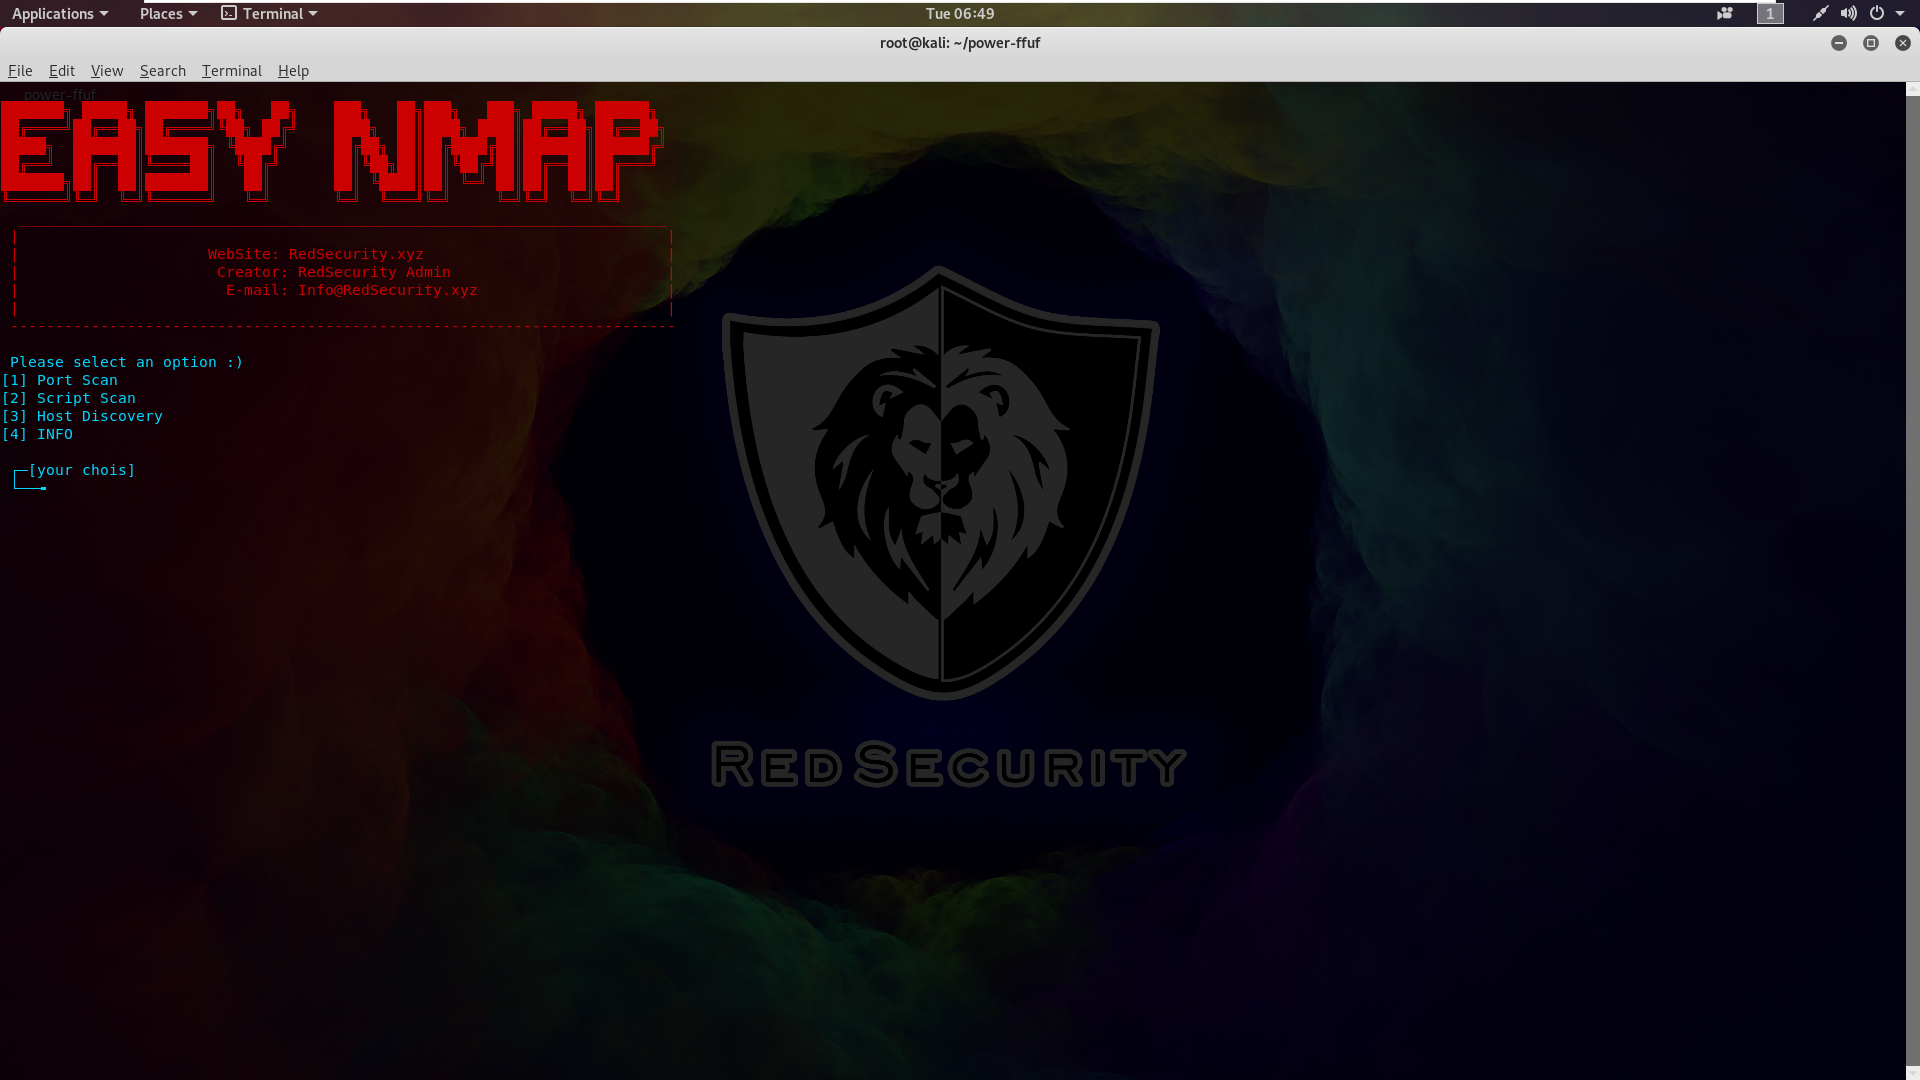 Applications Places Terminal Tue 06:49 1
root@kali: ~/power-ffuf
File Edit View Search Terminal Help
power-ffuf
EASY NMAP
WebSite: RedSecurity.xyz
Creator: RedSecurity Admin
E-mail: Info@RedSecurity.xyz
Please select an option :)
[1] Port Scan
[2] Script Scan
[3] Host Discovery
[4] INFO
[your chois]
RedSecurity